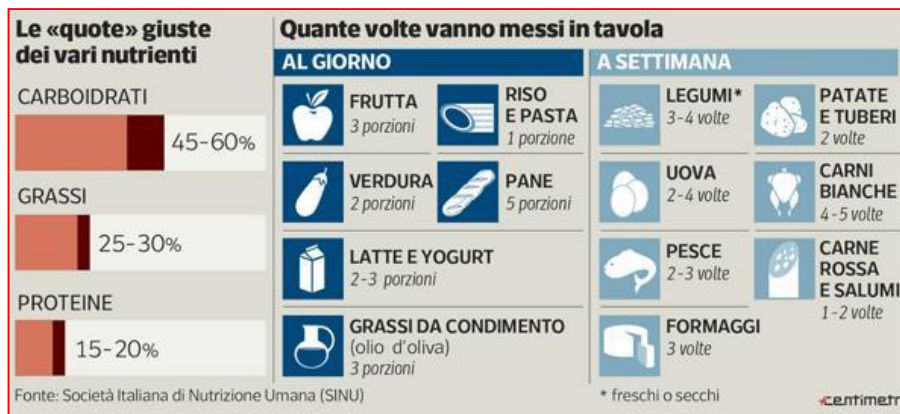 Le «quote» giuste
dei vari nutrienti
CARBOIDRATI
45-60%
GRASSI
25-30%
PROTEINE
15-20%
Quante volte vanno messi in tavola
AL GIORNO
FRUTTA
3 porzioni
RISO
E PASTA
1 porzione
VERDURA
2 porzioni
PANE
5 porzioni
LATTE E YOGURT
2-3 porzioni
GRASSI DA CONDIMENTO
(olio d'oliva)
3 porzioni
A SETTIMANA
LEGUMI*
3-4 volte
PATATE
E TUBERI
2 volte
UOVA
2-4 volte
CARNI
BIANCHE
4-5 volte
PESCE
2-3 volte
CARNE
ROSSA
E SALUMI
1-2 volte
FORMAGGI
3 volte
Fonte: Società Italiana di Nutrizione Umana (SINU)
* freschi o secchi
centimetr